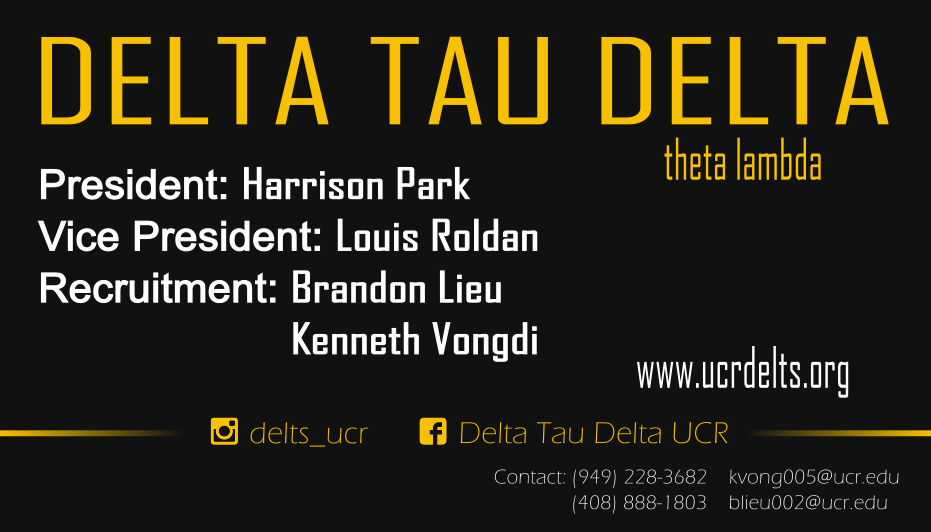 DELTA TAU DELTA
theta lambda
President: Harrison Park
Vice President: Louis Roldan
Recruitment: Brandon Lieu
Kenneth Vongdi
www.ucrdelts.org
delts_ucr Delta Tau Delta UCR
Contact: (949) 228-3682 kvong005@ucr.edu
(408) 888-1803 blieu002@ucr.edu